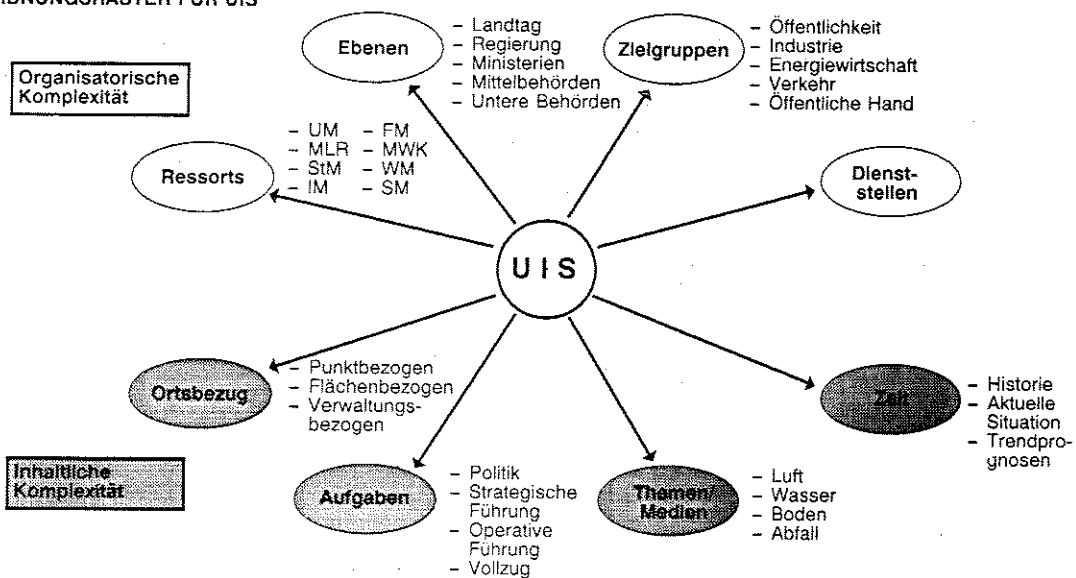 Ebenen
– Landtag
– Regierung
– Ministerien
– Mittelbehörden
– Untere Behörden
Zielgruppen
– Öffentlichkeit
– Industrie
– Energiewirtschaft
– Verkehr
– Öffentliche Hand
Organisatorische
Komplexität
Ressorts
– UM – FM
– MLR – MWK
– StM – WM
– IM – SM
Dienst-
stellen
UIS
Ortsbezug
– Punktbezogen
– Flächenbezogen
– Verwaltungs-
bezogen
Zeit
– Historie
– Aktuelle
Situation
– Trendpro-
gnosen
Inhaltliche
Komplexität
Aufgaben
– Politik
– Strategische
Führung
– Operative
Führung
– Vollzug
Themen/
Medien
– Luft
– Wasser
– Boden
– Abfall